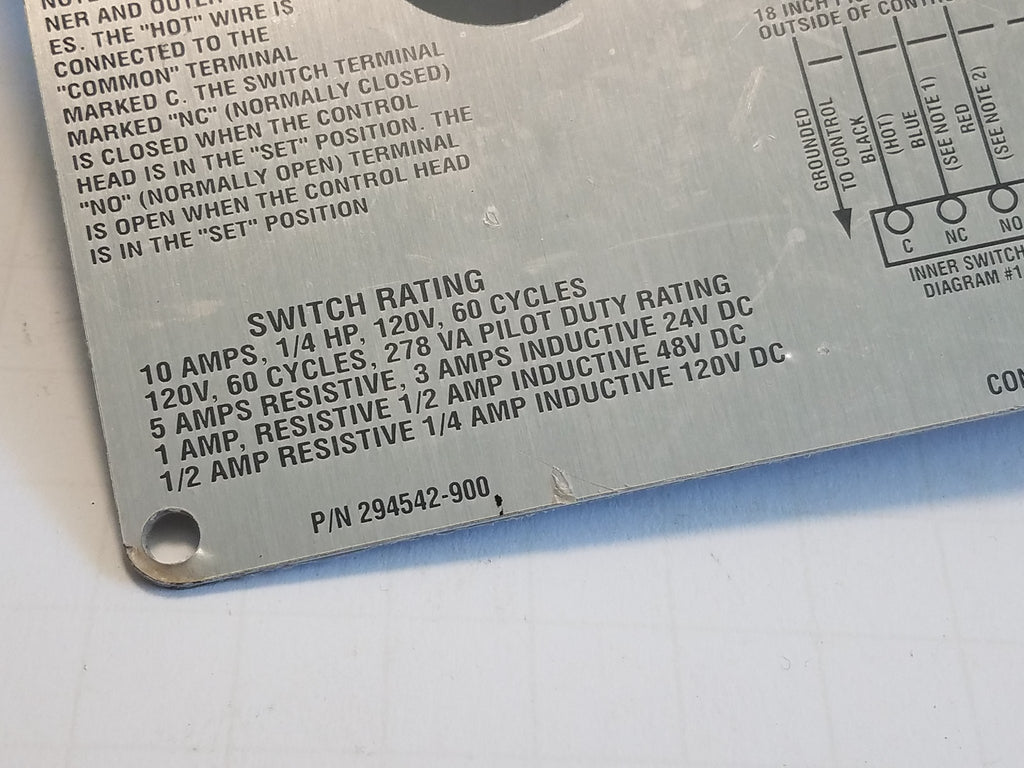 NER AND OUTER
ES. THE "HOT" WIRE IS
CONNECTED TO THE
"COMMON" TERMINAL
MARKED C. THE SWITCH TERMINAL
MARKED "NC" (NORMALLY CLOSED)
IS CLOSED WHEN THE CONTROL
HEAD IS IN THE "SET" POSITION. THE
"NO" (NORMALLY OPEN) TERMINAL
IS OPEN WHEN THE CONTROL HEAD
IS IN THE "SET" POSITION
SWITCH RATING
10 AMPS, 1/4 HP, 120V, 60 CYCLES
120V, 60 CYCLES, 278 VA PILOT DUTY RATING
5 AMPS RESISTIVE, 3 AMPS INDUCTIVE 24V DC
1 AMP, RESISTIVE 1/2 AMP INDUCTIVE 48V DC
1/2 AMP RESISTIVE 1/4 AMP INDUCTIVE 120V DC
P/N 294542-900
18 INCH
OUTSIDE OF
GROUNDED
TO CONTROL
BLACK
(HOT)
BLUE
(SEE NOTE 1)
RED
(SEE NOTE 2)
C NC NO
INNER SWITCH
DIAGRAM #1